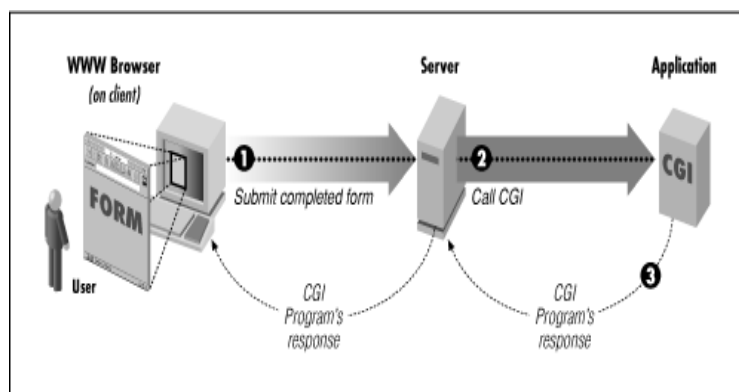 WWW Browser
(on client)
Server
Application
FORM
1
Submit completed form
2
Call CGI
CGI
User
CGI
Program's
response
CGI
Program's
response
3